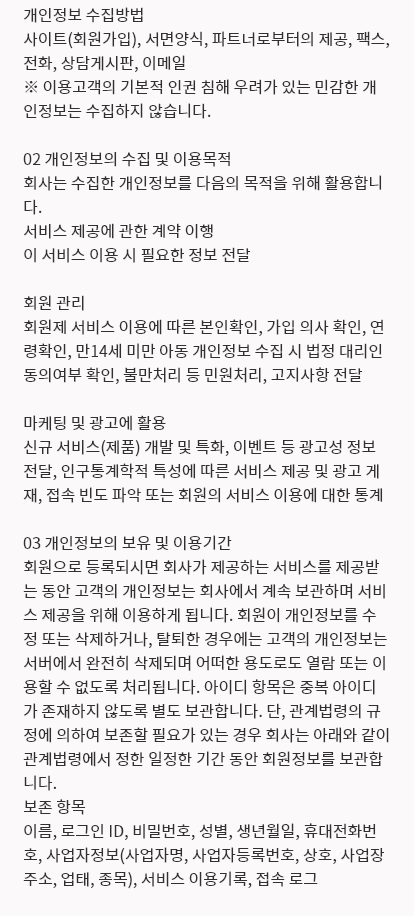 개인정보 수집방법
사이트(회원가입), 서면양식, 파트너로부터의 제공, 팩스,
전화, 상담게시판, 이메일
※ 이용고객의 기본적 인권 침해 우려가 있는 민감한 개
인정보는 수집하지 않습니다.
02 개인정보의 수집 및 이용목적
회사는 수집한 개인정보를 다음의 목적을 위해 활용합니
다.
서비스 제공에 관한 계약 이행
이 서비스 이용 시 필요한 정보 전달
회원 관리
회원제 서비스 이용에 따른 본인확인, 가입 의사 확인, 연
령확인, 만14세 미만 아동 개인정보 수집 시 법정 대리인
동의여부 확인, 불만처리 등 민원처리, 고지사항 전달
마케팅 및 광고에 활용
신규 서비스(제품) 개발 및 특화, 이벤트 등 광고성 정보
전달, 인구통계학적 특성에 따른 서비스 제공 및 광고 게
재, 접속 빈도 파악 또는 회원의 서비스 이용에 대한 통계
03 개인정보의 보유 및 이용기간
회원으로 등록되시면 회사가 제공하는 서비스를 제공받
는 동안 고객의 개인정보는 회사에서 계속 보관하며 서비
스 제공을 위해 이용하게 됩니다. 회원이 개인정보를 수
정 또는 삭제하거나, 탈퇴한 경우에는 고객의 개인정보는
서버에서 완전히 삭제되며 어떠한 용도로도 열람 또는 이
용할 수 없도록 처리됩니다. 아이디 항목은 중복 아이디
가 존재하지 않도록 별도 보관합니다. 단, 관계법령의 규
정에 의하여 보존할 필요가 있는 경우 회사는 아래와 같이
관계법령에서 정한 일정한 기간 동안 회원정보를 보관합
니다.
보존 항목
이름, 로그인 ID, 비밀번호, 성별, 생년월일, 휴대전화번
호, 사업자정보(사업자명, 사업자등록번호, 상호, 사업장
주소, 업태, 종목), 서비스 이용기록, 접속 로그